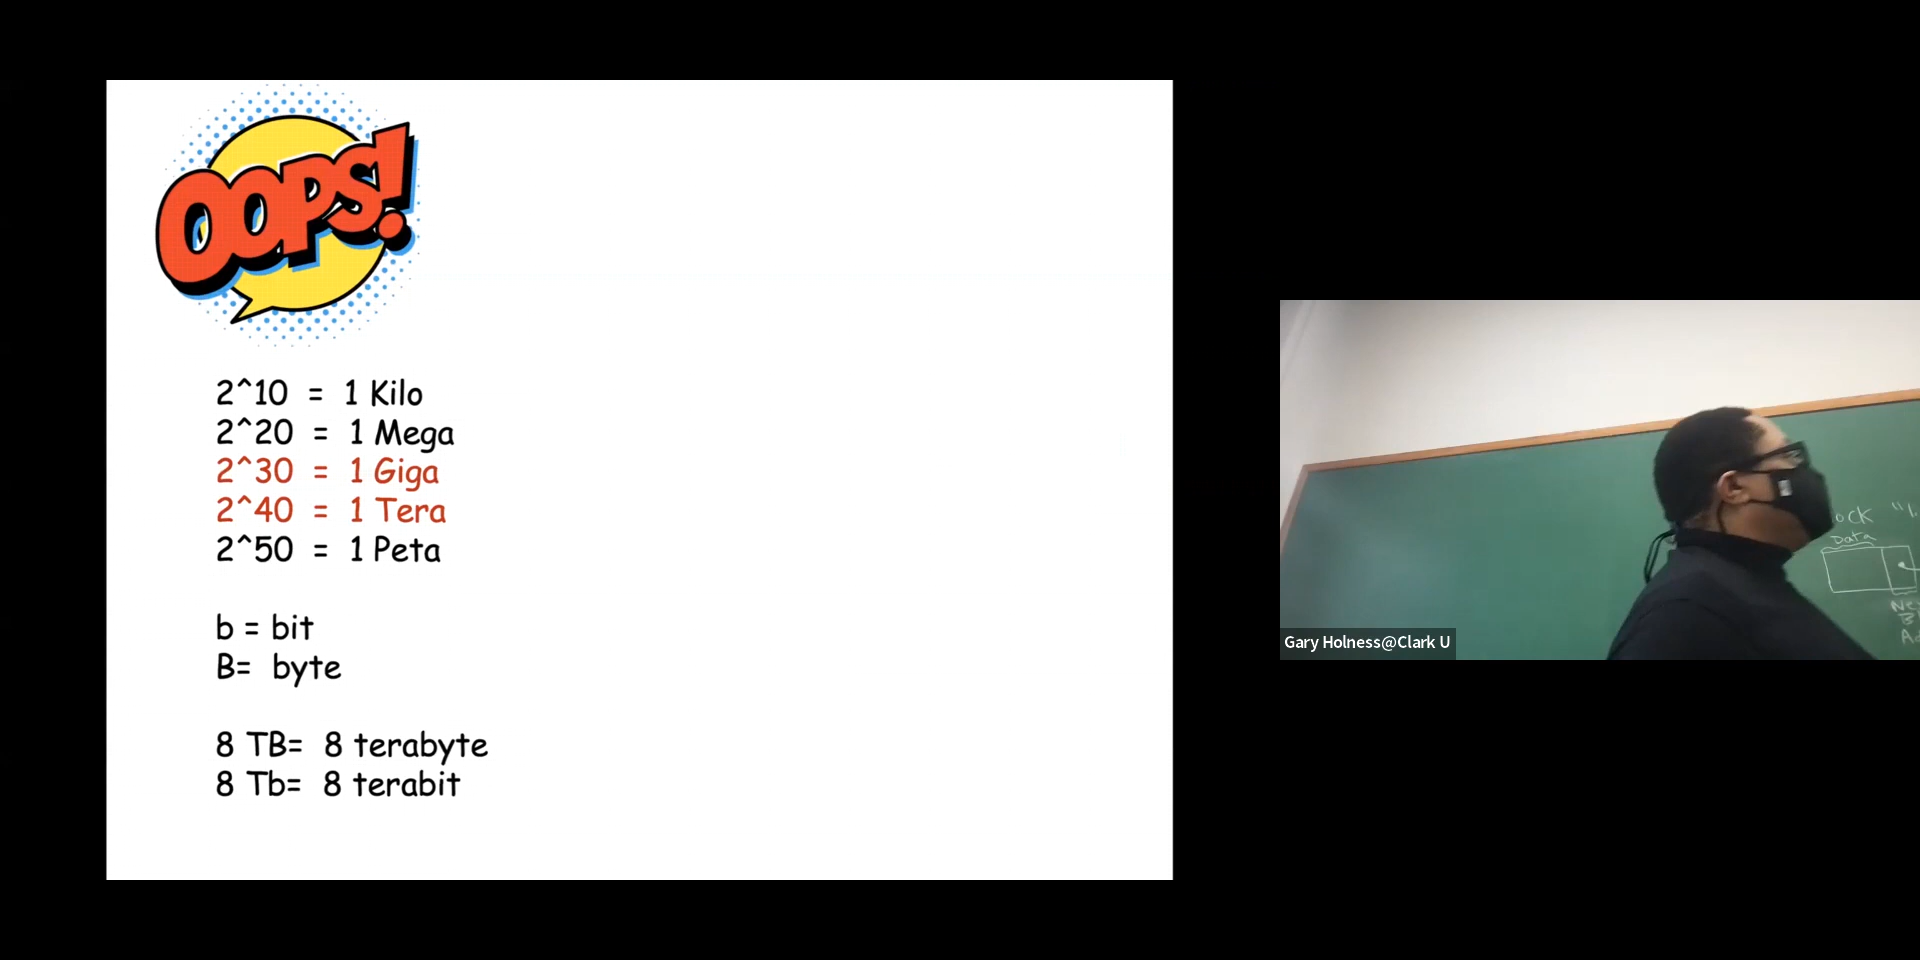 OOPS!
2^10 = 1 Kilo
2^20 = 1 Mega
2^30 = 1 Giga
2^40 = 1 Tera
2^50 = 1 Peta
b = bit
B= byte
8 TB= 8 terabyte
8 Tb= 8 terabit
Data
Gary Holness@Clark U